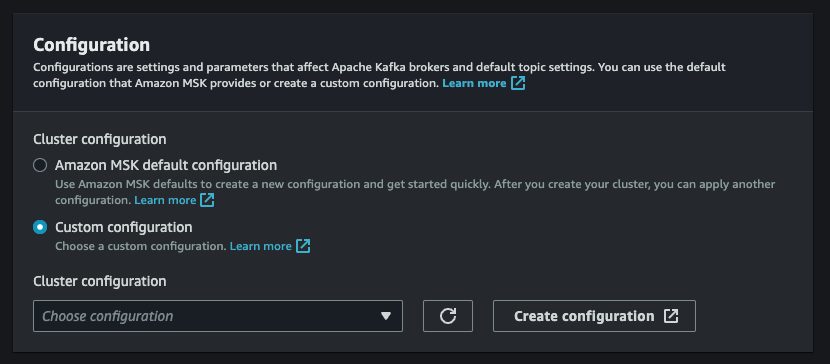 Configuration
Configurations are settings and parameters that affect Apache Kafka brokers and default topic settings. You can use the default
configuration that Amazon MSK provides or create a custom configuration. Learn more
Cluster configuration
Amazon MSK default configuration
Use Amazon MSK defaults to create a new configuration and get started quickly. After you create your cluster, you can apply another
configuration. Learn more
Custom configuration
Choose a custom configuration. Learn more
Cluster configuration
Choose configuration
Create configuration